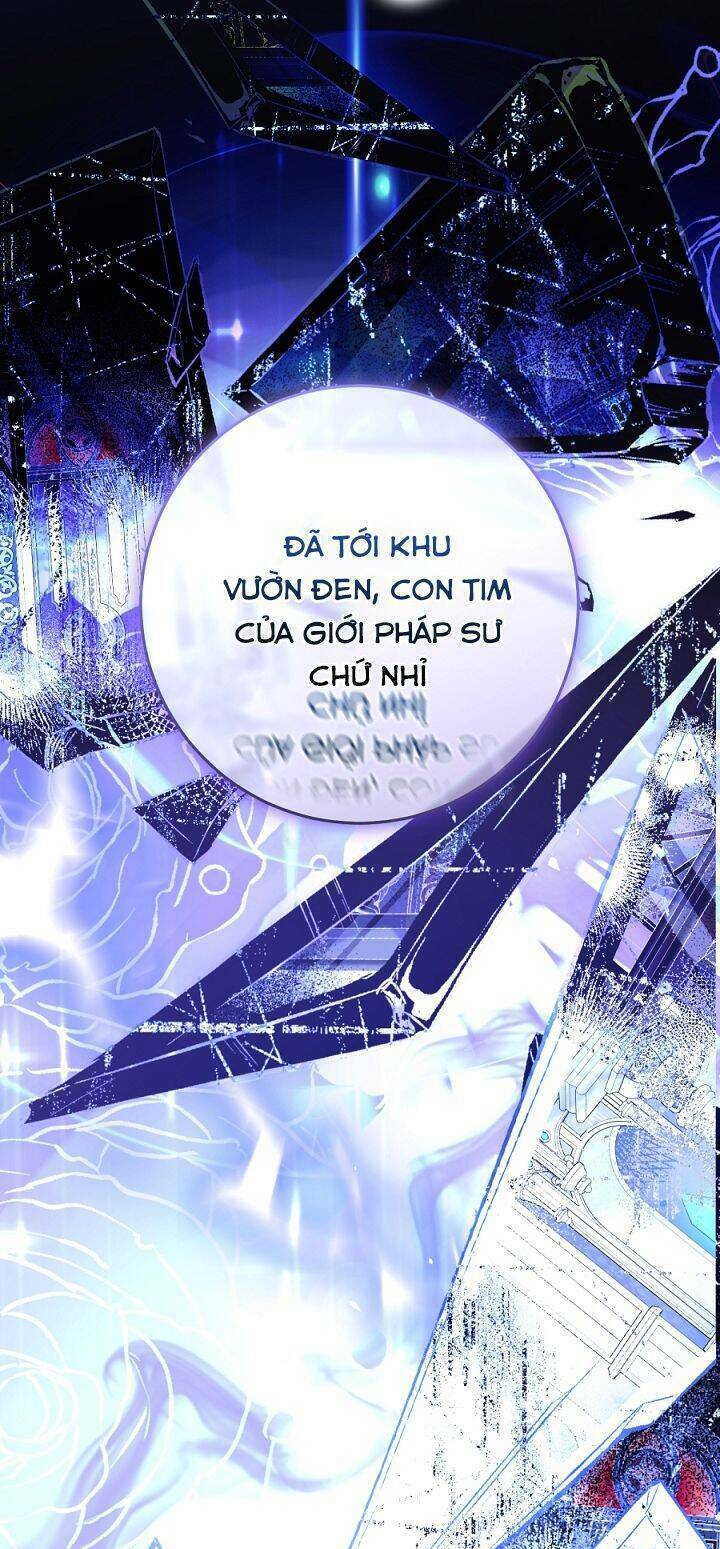 ĐÃ TỚI KHU
VƯỜN ĐEN, CON TIM
CỦA GIỚI PHÁP SƯ
CHỨ NHỈ